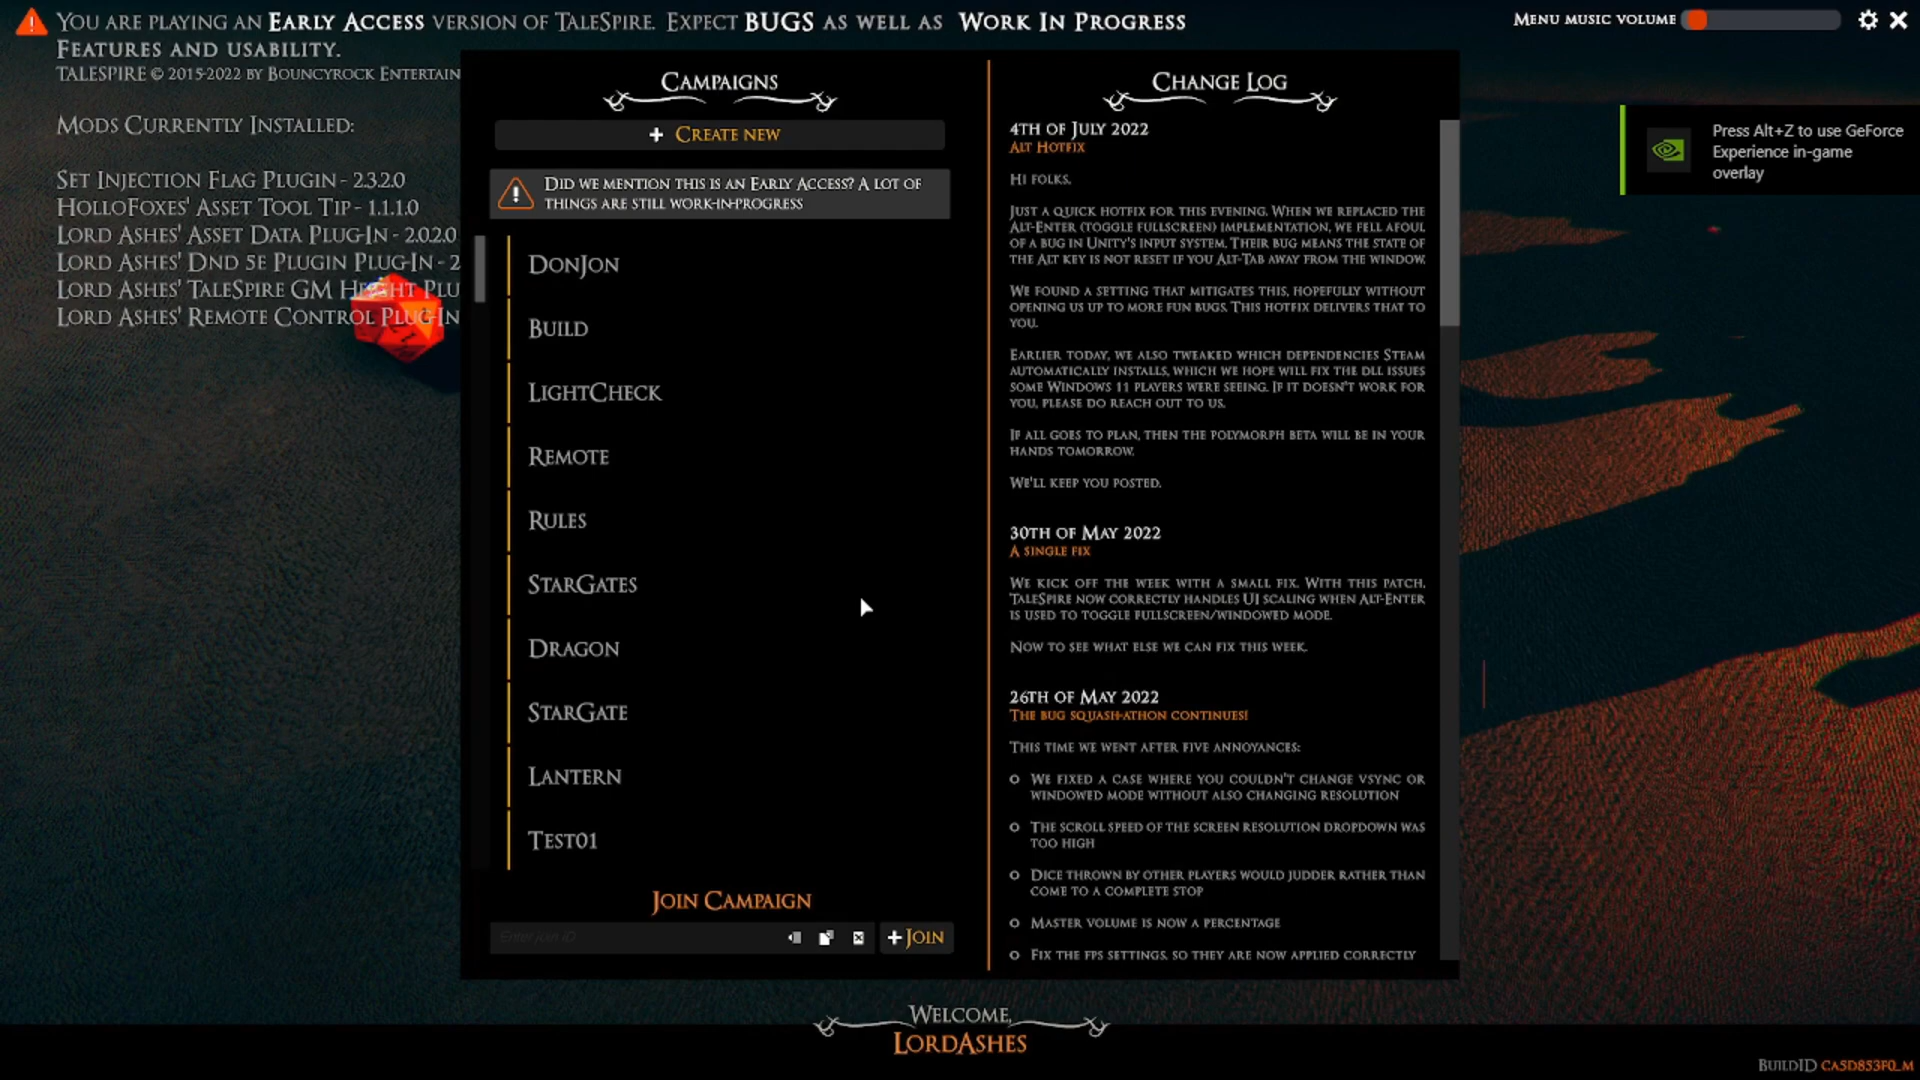 You are playing an Early Access version of TaleSpire. Expect BUGS as well as Work In Progress
Features and usability.
TaleSpire © 2015-2022 by Bouncyrock Entertain
Mods Currently Installed:
Set Injection Flag Plugin - 2.3.2.0
HolloFoxes' Asset Tool Tip - 1.1.1.0
Lord Ashes' Asset Data Plug-In - 2.02.0
Lord Ashes' Dnd 5e Plugin Plug-In - 2
Lord Ashes' TaleSpire GM Height Plu
Lord Ashes' Remote Control Plug-In
Menu music volume
Press Alt+Z to use GeForce
Experience in-game
overlay
Campaigns
+ Create new
Did we mention this is an Early Access? A lot of
things are still work-in-progress
DonJon
Build
LightCheck
Remote
Rules
StarGates
Dragon
StarGate
Lantern
Test01
Join Campaign
Enter join ID
+Join
Change Log
4th of July 2022
Alt Hotfix
Hi folks,
Just a quick hotfix for this evening. When we replaced the
Alt-Enter (toggle fullscreen) implementation, we fell afoul
of a bug in Unity's input system. Their bug means the state of
the Alt key is not reset if you Alt-Tab away from the window.
We found a setting that mitigates this, hopefully without
opening us up to more fun bugs. This hotfix delivers that to
you.
Earlier today, we also tweaked which dependencies Steam
automatically installs, which we hope will fix the dll issues
some Windows 11 players were seeing. If it doesn't work for
you, please do reach out to us.
If all goes to plan, then the polymorph beta will be in your
hands tomorrow.
We'll keep you posted.
30th of May 2022
A single fix
We kick off the week with a small fix. With this patch,
TaleSpire now correctly handles UI scaling when Alt-Enter
is used to toggle fullscreen/windowed mode.
Now to see what else we can fix this week.
26th of May 2022
The bug squash-athon continues!
This time we went after five annoyances:
o We fixed a case where you couldn't change vsync or
windowed mode without also changing resolution
o The scroll speed of the screen resolution dropdown was
too high
o Dice thrown by other players would judder rather than
come to a complete stop
o Master volume is now a percentage
o Fix the fps settings, so they are now applied correctly
Welcome,
LordAshes
BuildID CA5D853F0_M